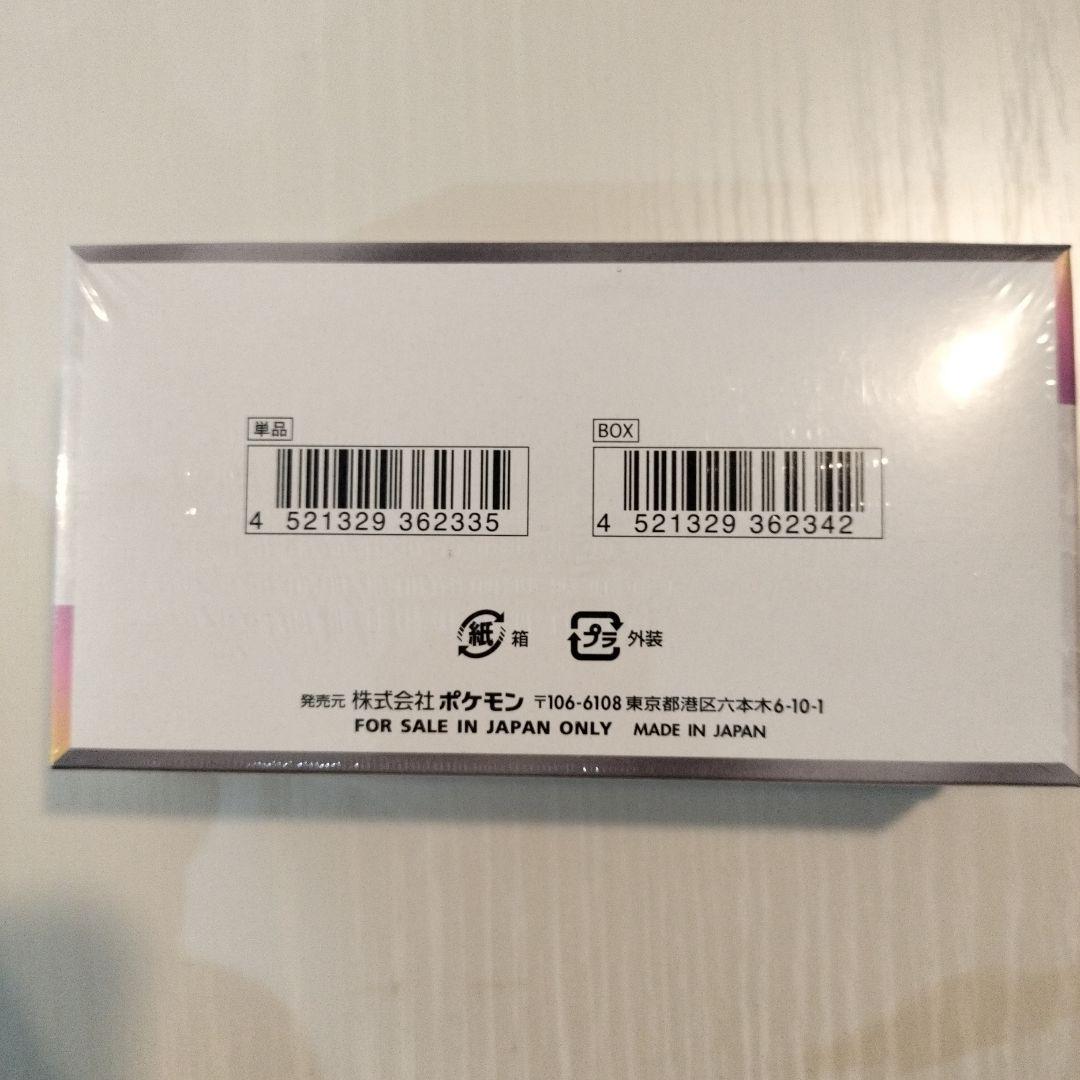 単品
BOX
4 521329 362335
4 521329 362342
紙 箱
プラ 外装
発売元 株式会社ポケモン 〒106-6108 東京都港区六本木6-10-1
FOR SALE IN JAPAN ONLY MADE IN JAPAN